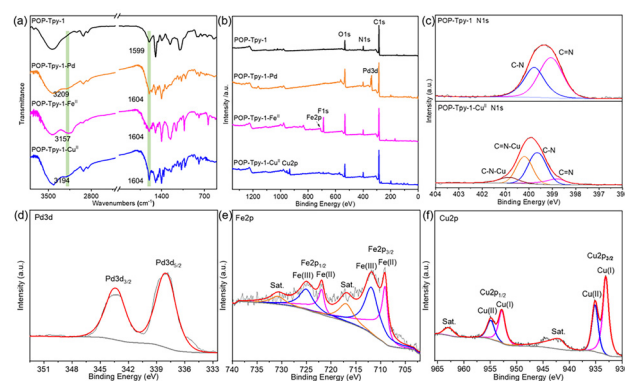 (a)
POP-Tpy-1
1599
POP-Tpy-1-Pd
3209
1604
POP-Tpy-1-Fe
3157
1604
POP-Tpy-1-Cu
3194
1604
Transmittance
3500
2800
1400
700
Wavenumbers (cm⁻¹)
(b)
POP-Tpy-1
O1s
N1s
C1s
POP-Tpy-1-Pd
Pd3d
POP-Tpy-1-Fe
F1s
Fe2p
POP-Tpy-1-Cu
Cu2p
Intensity (a.u.)
1200
1000
800
600
400
200
0
Binding Energy (eV)
(c)
POP-Tpy-1 N1s
C-N
C=N
POP-Tpy-1-Cu N1s
C=N-Cu
C-N
C-N-Cu
C=N
Intensity (a.u.)
404 403 402 401 400 399 398 397 396
Binding Energy (eV)
(d)
Pd3d
Pd3d3/2
Pd3d5/2
Intensity (a.u.)
351
348
345
342
339
336
333
Binding Energy (eV)
(e)
Fe2p
Fe2p1/2
Fe2p3/2
Sat.
Fe(III)
Fe(II)
Sat.
Fe(III)
Fe(II)
Intensity (a.u.)
740 735 730 725 720 715 710 705 700
Binding Energy (eV)
(f)
Cu2p
Cu2p3/2
Cu2p1/2
Cu(I)
Cu(II)
Cu(I)
Cu(II)
Sat.
Sat.
Intensity (a.u.)
965 960 955 950 945 940 935 930
Binding Energy (eV)